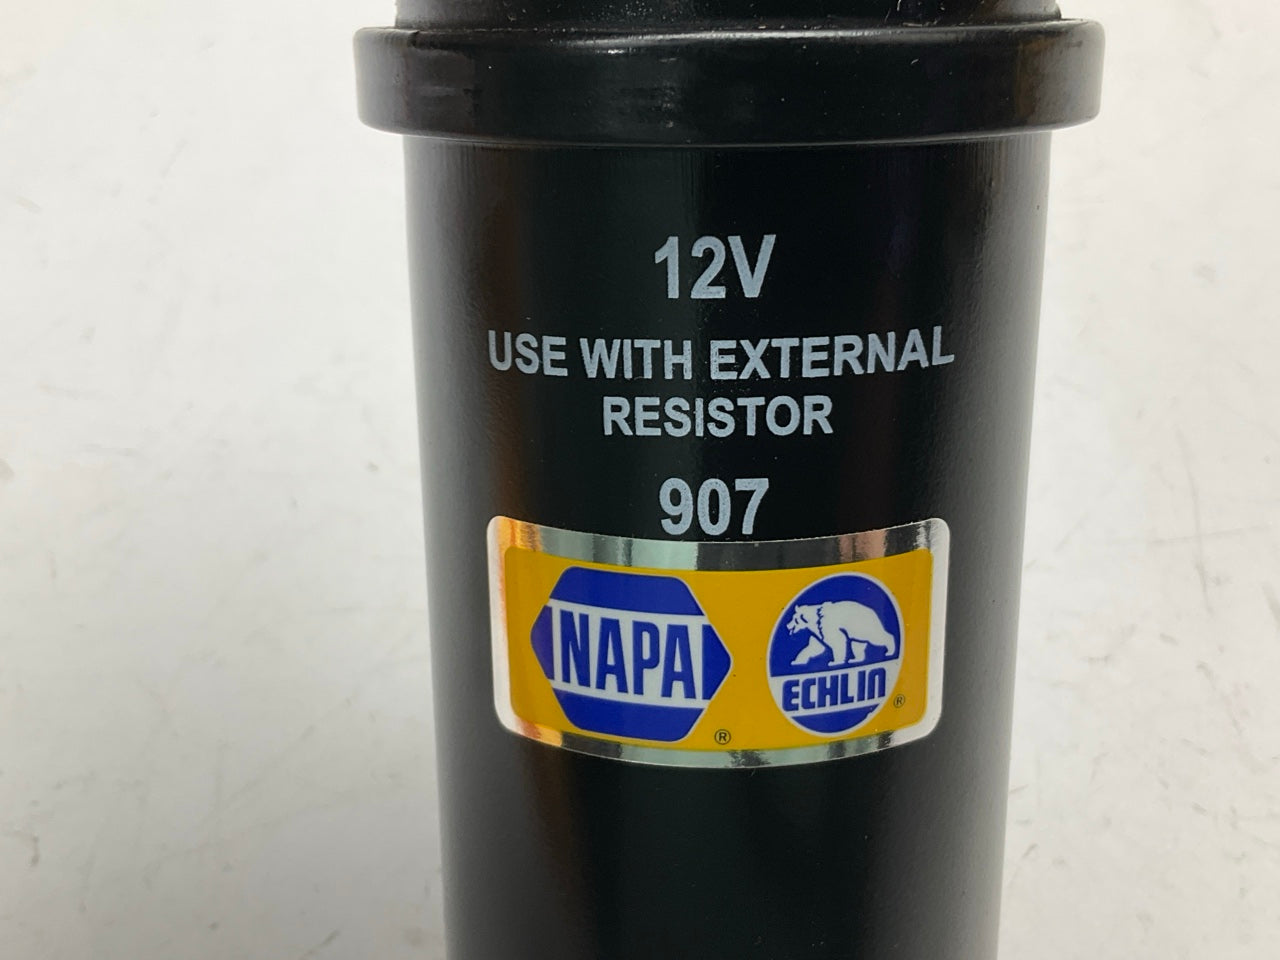 12V
USE WITH EXTERNAL
RESISTOR
907
NAPA
®
ECHLIN
®